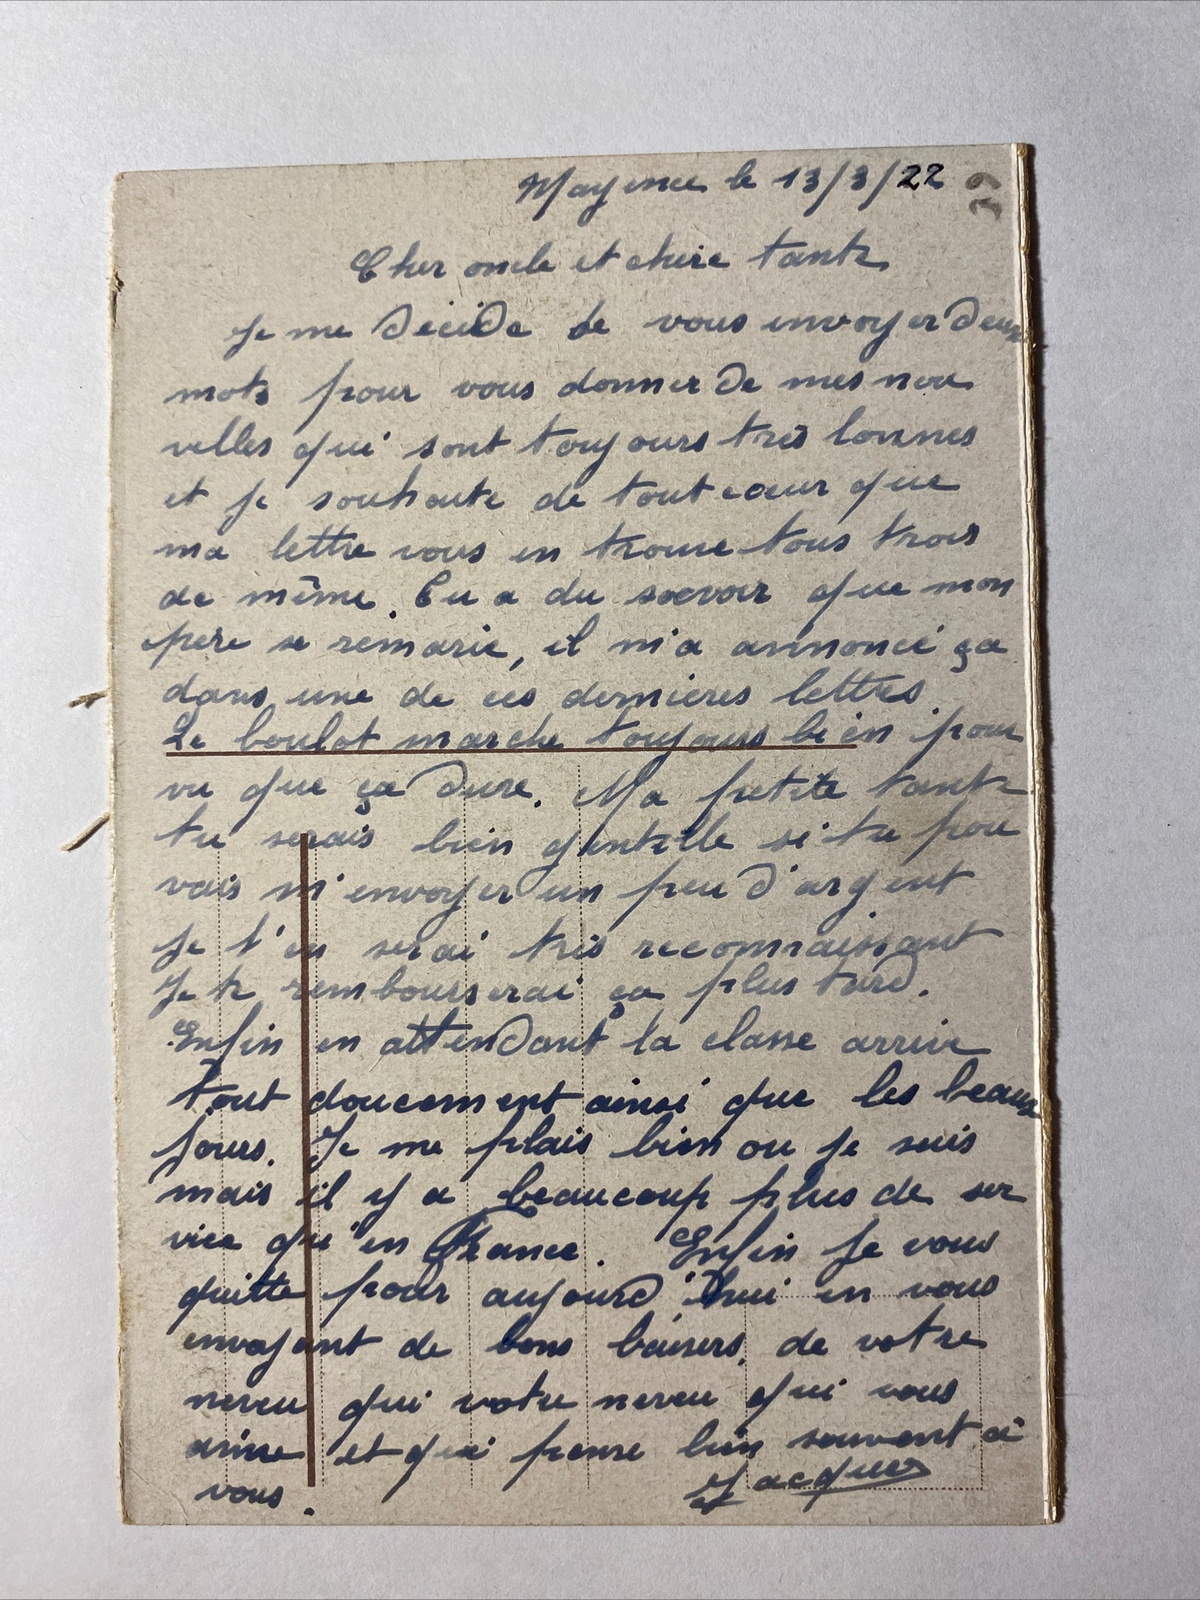 Mayence le 13/3/22
19
Cher oncle et chère tante
Je me décide de vous envoyer deux
mots pour vous donner de mes nou
velles qui sont toujours très bonnes
et je souhaite de tout cœur que
ma lettre vous en trouve tous trois
de même. Tu a du saevoir que mon
père se remarie, il m'a annoncé ça
dans une de ces dernières lettres.
Le boulot marche toujours bien pour
vu que ça dure. Ma petite tante
tu serais bien gentille si tu pou
vais m'envoyer un peu d'argent
je t'en serai très reconnaissant
Je te rembourserai ça plus tard.
Enfin en attendant la classe arrive
tout doucement ainsi que les beaux
jours. Je me plais bien ou je suis
mais il y a beaucoup plus de ser
vice qu'en France. Enfin je vous
quitte pour aujourd'hui en vous
envoyant de bons baisers. de votre
neveu qui votre neveu qui vous
aime et qui pense bien souvent à
vous. Jacques